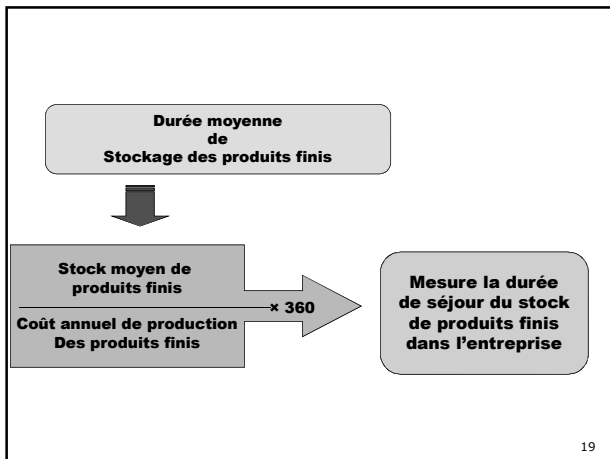 Durée moyenne
de
Stockage des produits finis
Stock moyen de
produits finis
Coût annuel de production
Des produits finis
× 360
Mesure la durée
de séjour du stock
de produits finis
dans l’entreprise
19